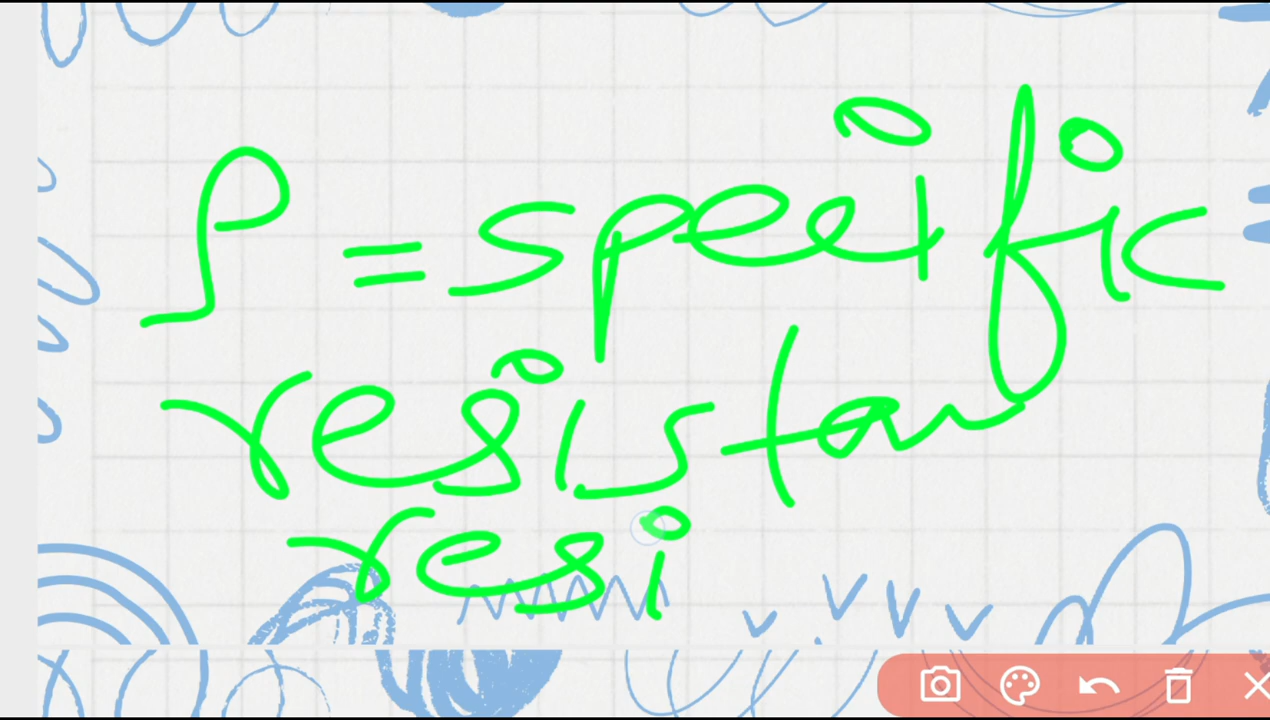 ρ = speeific
resistan
resi